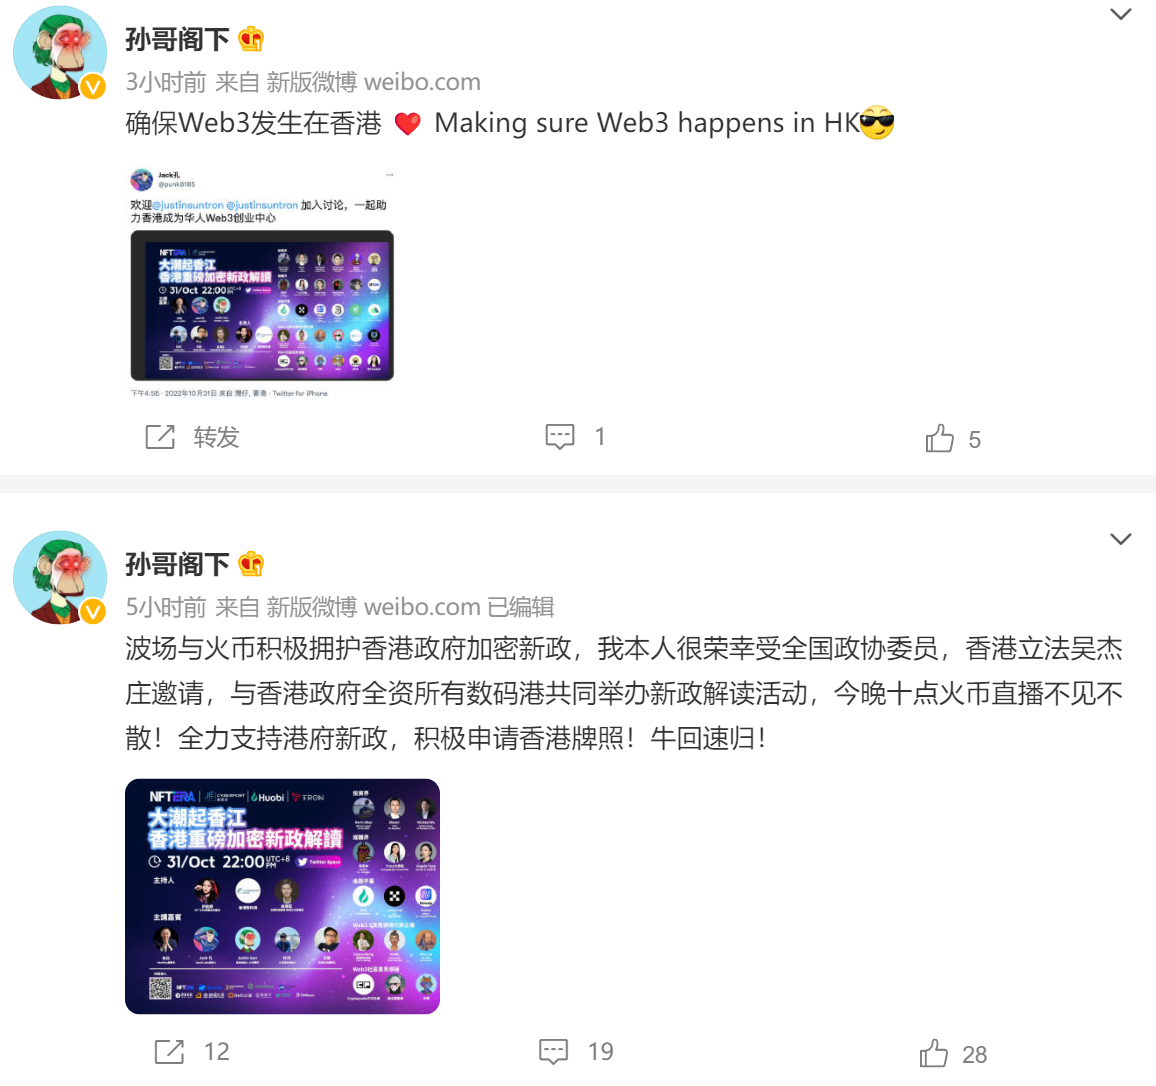 孙哥阁下
3小时前 来自 新版微博 weibo.com
确保Web3发生在香港 Making sure Web3 happens in HK
Jack孔
@punk8185
欢迎@justinsuntron @justinsuntron 加入讨论，一起助
力香港成为华人Web3创业中心
NFTERA
大潮起香江
香港重磅加密新政解讀
31/Oct 22:00
主持人
下午4:55 · 2022年10月31日 来自 灣仔, 香港 · Twitter for iPhone
转发 1 5
孙哥阁下
5小时前 来自 新版微博 weibo.com 已编辑
波场与火币积极拥护香港政府加密新政，我本人很荣幸受全国政协委员，香港立法吴杰
庄邀请，与香港政府全资所有数码港共同举办新政解读活动，今晚十点火币直播不见不
散！全力支持港府新政，积极申请香港牌照！牛回速归！
NFTERA CYBERPORT Huobi TRON
大潮起香江
香港重磅加密新政解讀
31/Oct 22:00 UTC+8 PM Twitter Space
主持人
主講嘉賓
Jack 孔 Justin Sun
12 19 28